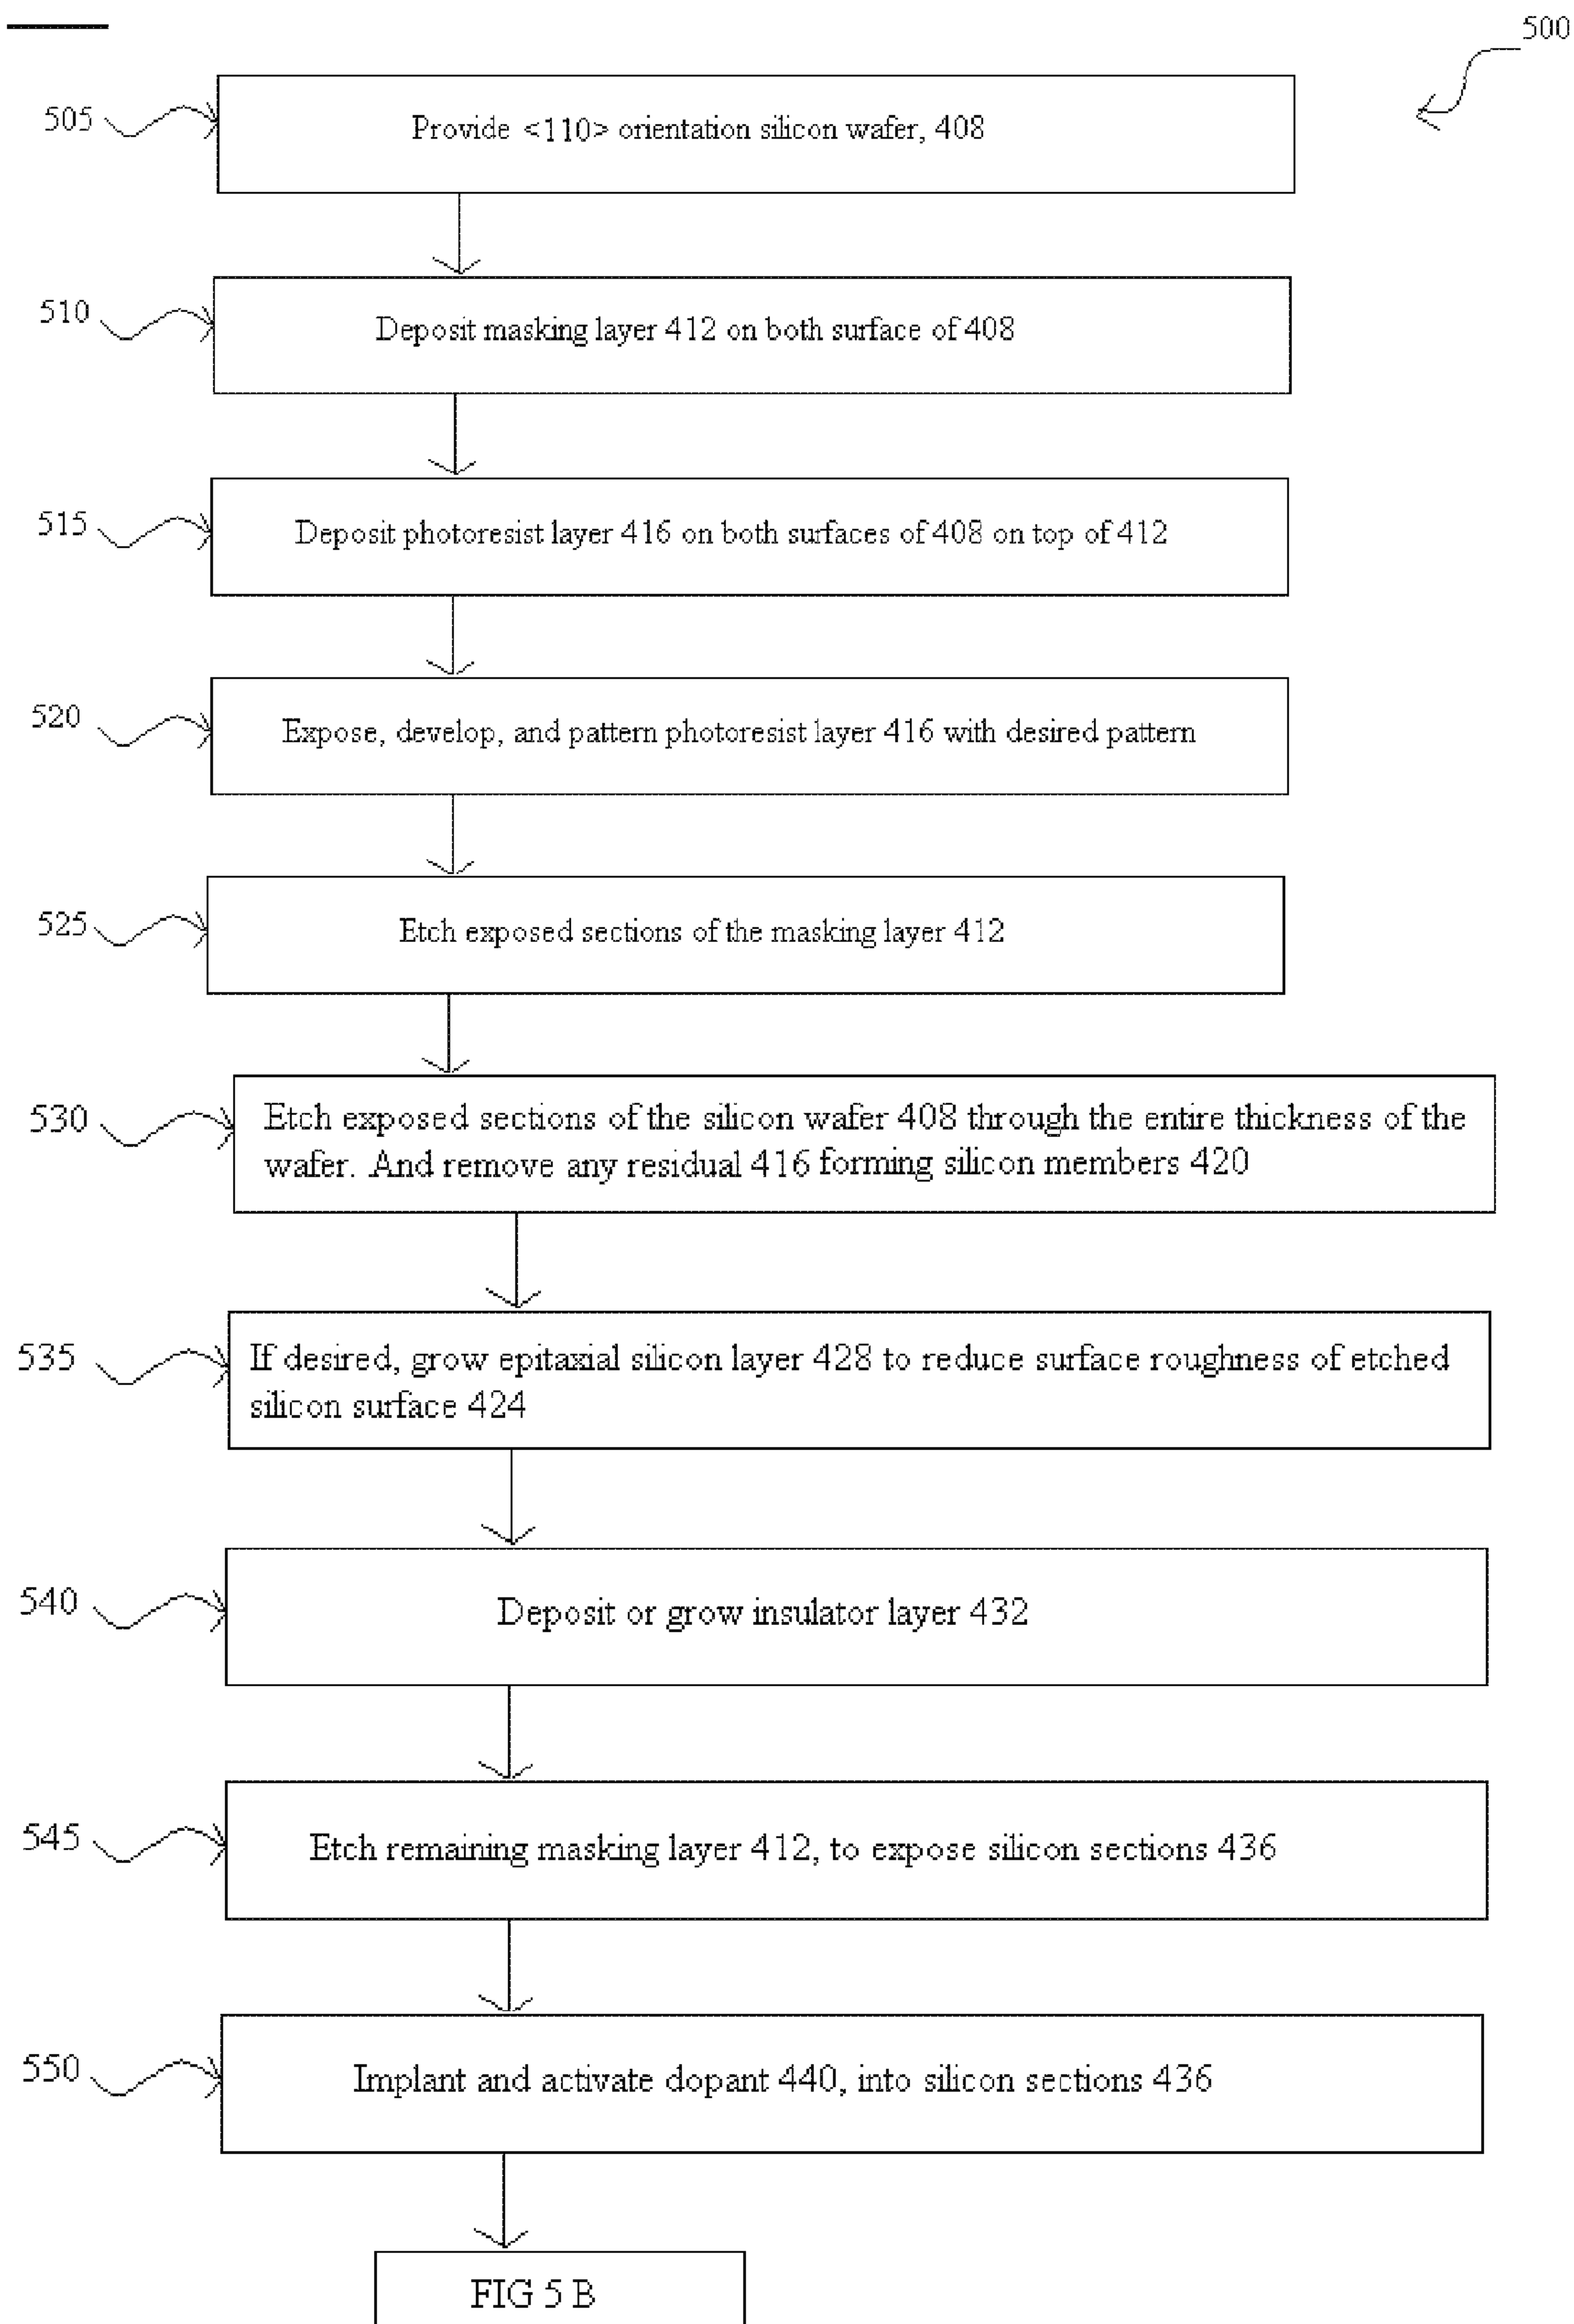 500
505
Provide <110> orientation silicon wafer, 408
510
Deposit masking layer 412 on both surface of 408
515
Deposit photoresist layer 416 on both surfaces of 408 on top of 412
520
Expose, develop, and pattern photoresist layer 416 with desired pattern
525
Etch exposed sections of the masking layer 412
530
Etch exposed sections of the silicon wafer 408 through the entire thickness of the
wafer. And remove any residual 416 forming silicon members 420
535
If desired, grow epitaxial silicon layer 428 to reduce surface roughness of etched
silicon surface 424
540
Deposit or grow insulator layer 432
545
Etch remaining masking layer 412, to expose silicon sections 436
550
Implant and activate dopant 440, into silicon sections 436
FIG 5 B